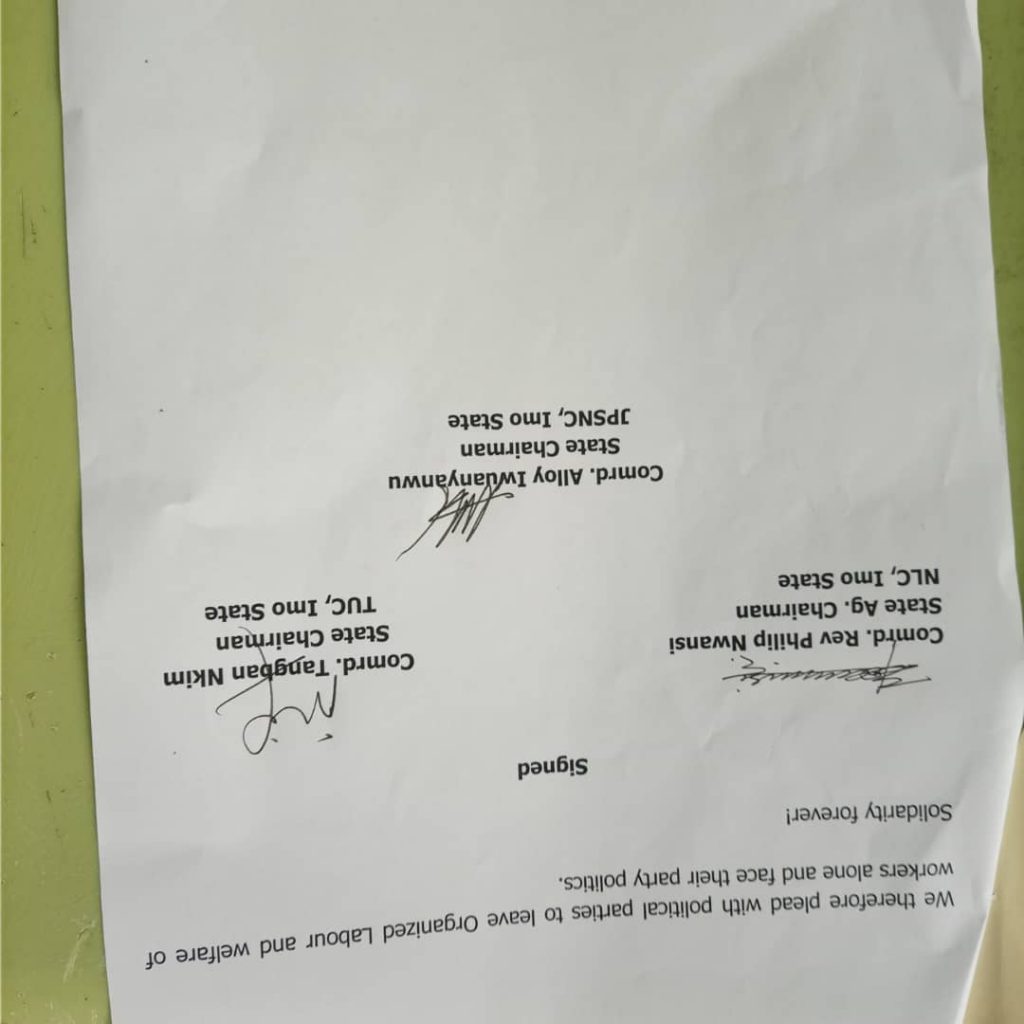 We therefore plead with political parties to leave Organized Labour and welfare of
workers alone and face their party politics.
Solidarity forever!
Signed
Comrd. Rev Philip Nwansi
State Ag. Chairman
NLC, Imo State
Comrd. Tangban Nkim
State Chairman
TUC, Imo State
Comrd. Alloy Iwuanyanwu
State Chairman
JPSNC, Imo State